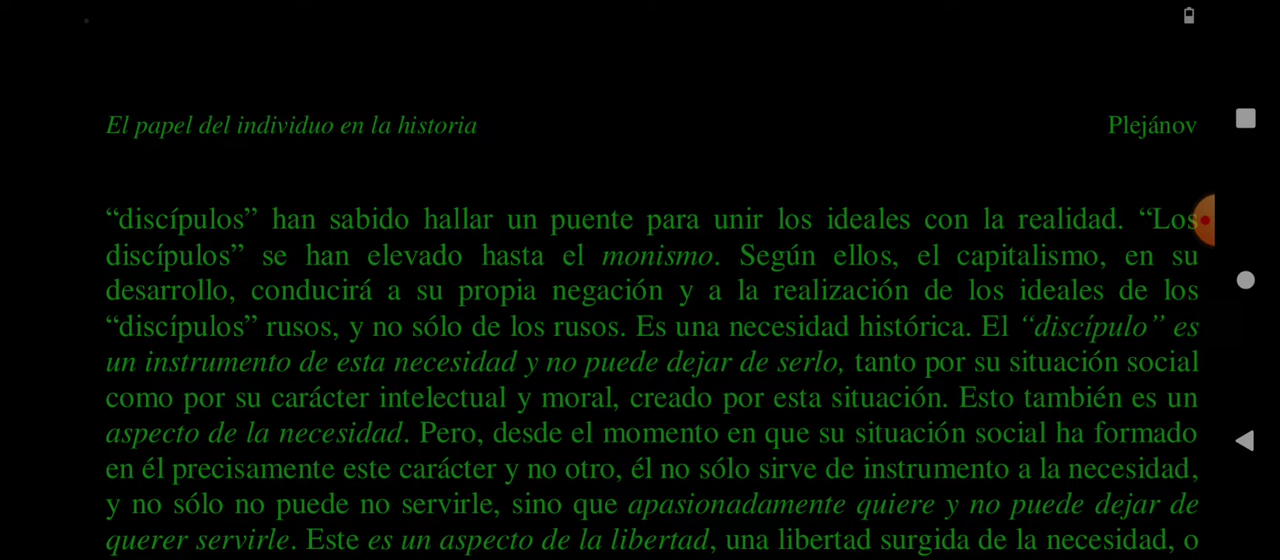 El papel del individuo en la historia
Plejánov
“discípulos” han sabido hallar un puente para unir los ideales con la realidad. “Los
discípulos” se han elevado hasta el monismo. Según ellos, el capitalismo, en su
desarrollo, conducirá a su propia negación y a la realización de los ideales de los
“discípulos” rusos, y no sólo de los rusos. Es una necesidad histórica. El “discípulo” es
un instrumento de esta necesidad y no puede dejar de serlo, tanto por su situación social
como por su carácter intelectual y moral, creado por esta situación. Esto también es un
aspecto de la necesidad. Pero, desde el momento en que su situación social ha formado
en él precisamente este carácter y no otro, él no sólo sirve de instrumento a la necesidad,
y no sólo no puede no servirle, sino que apasionadamente quiere y no puede dejar de
querer servirle. Este es un aspecto de la libertad, una libertad surgida de la necesidad, o